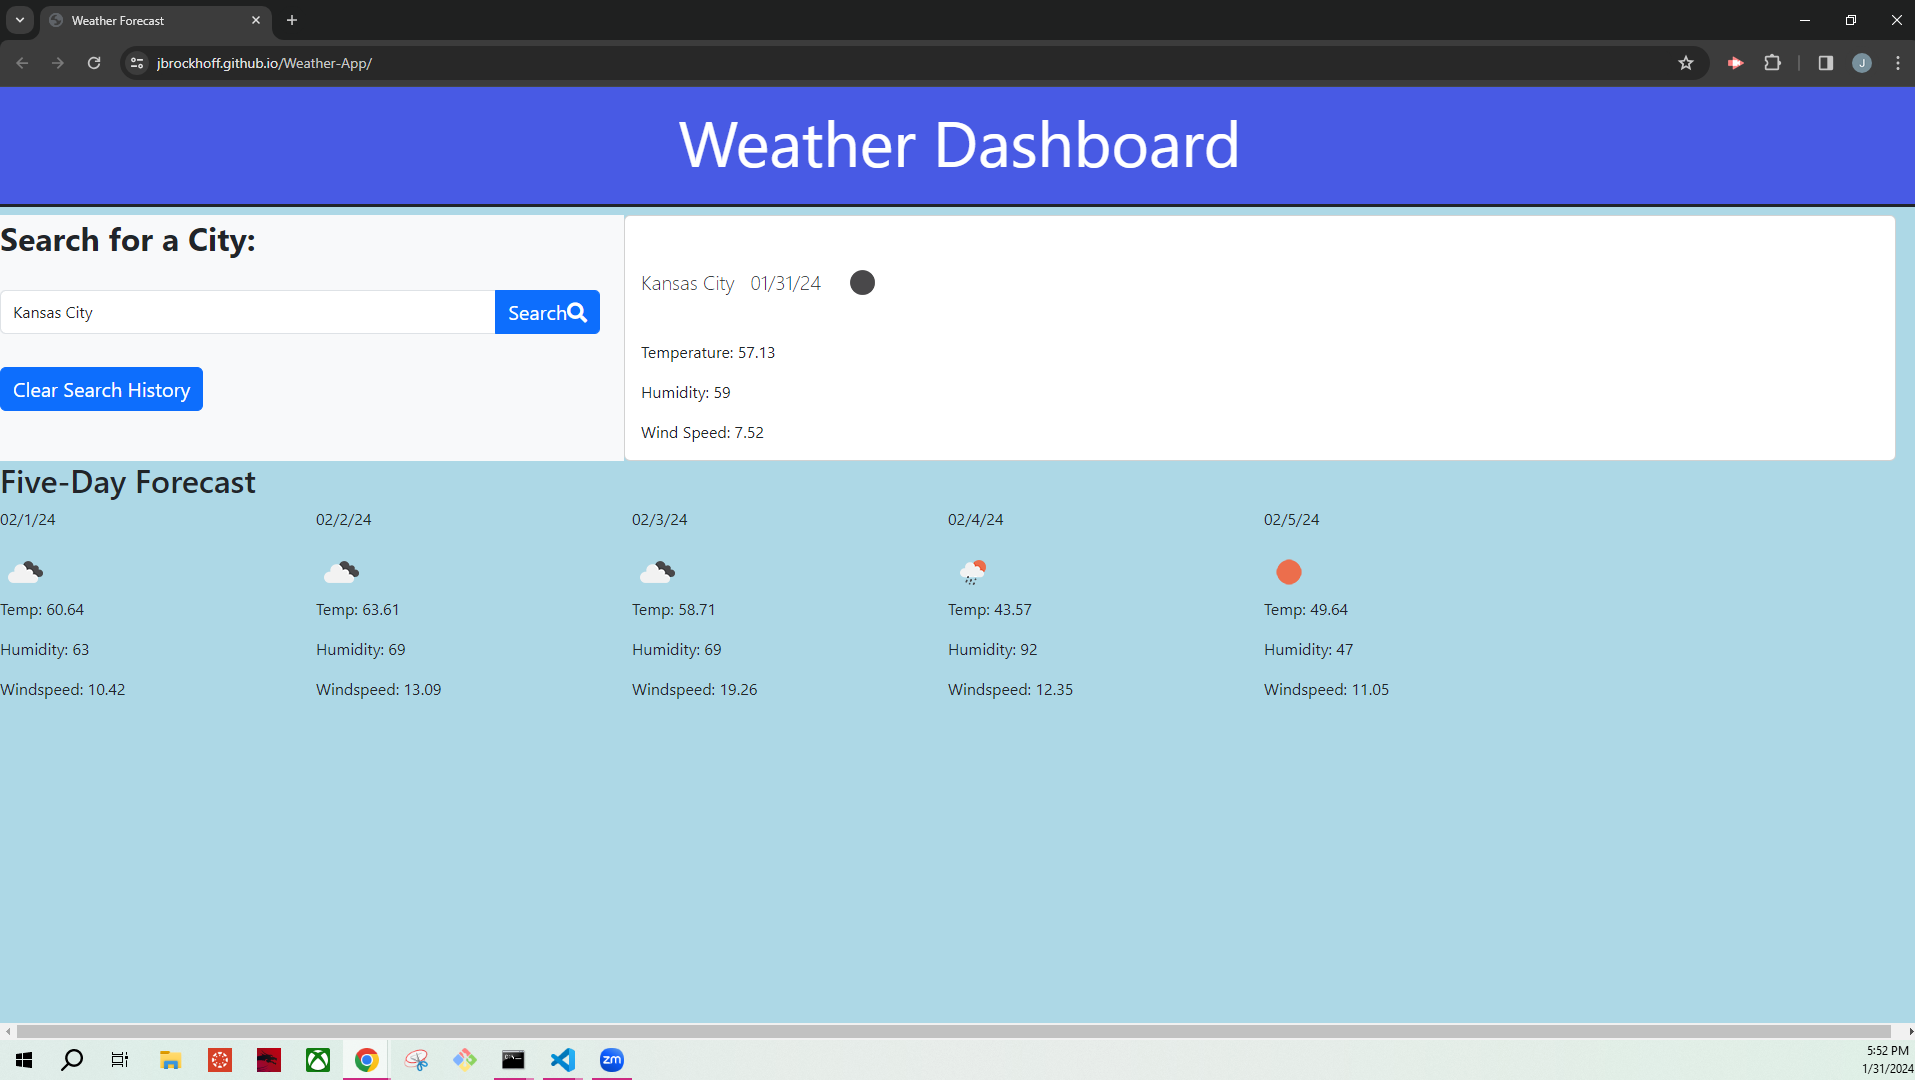 Weather Forecast
jbrockhoff.github.io/Weather-App/
J
Weather Dashboard
Search for a City:
Kansas City
Search
Clear Search History
Kansas City 01/31/24
Temperature: 57.13
Humidity: 59
Wind Speed: 7.52
Five-Day Forecast
02/1/24 02/2/24 02/3/24 02/4/24 02/5/24
Temp: 60.64 Temp: 63.61 Temp: 58.71 Temp: 43.57 Temp: 49.64
Humidity: 63 Humidity: 69 Humidity: 69 Humidity: 92 Humidity: 47
Windspeed: 10.42 Windspeed: 13.09 Windspeed: 19.26 Windspeed: 12.35 Windspeed: 11.05
zm
5:52 PM
1/31/2024